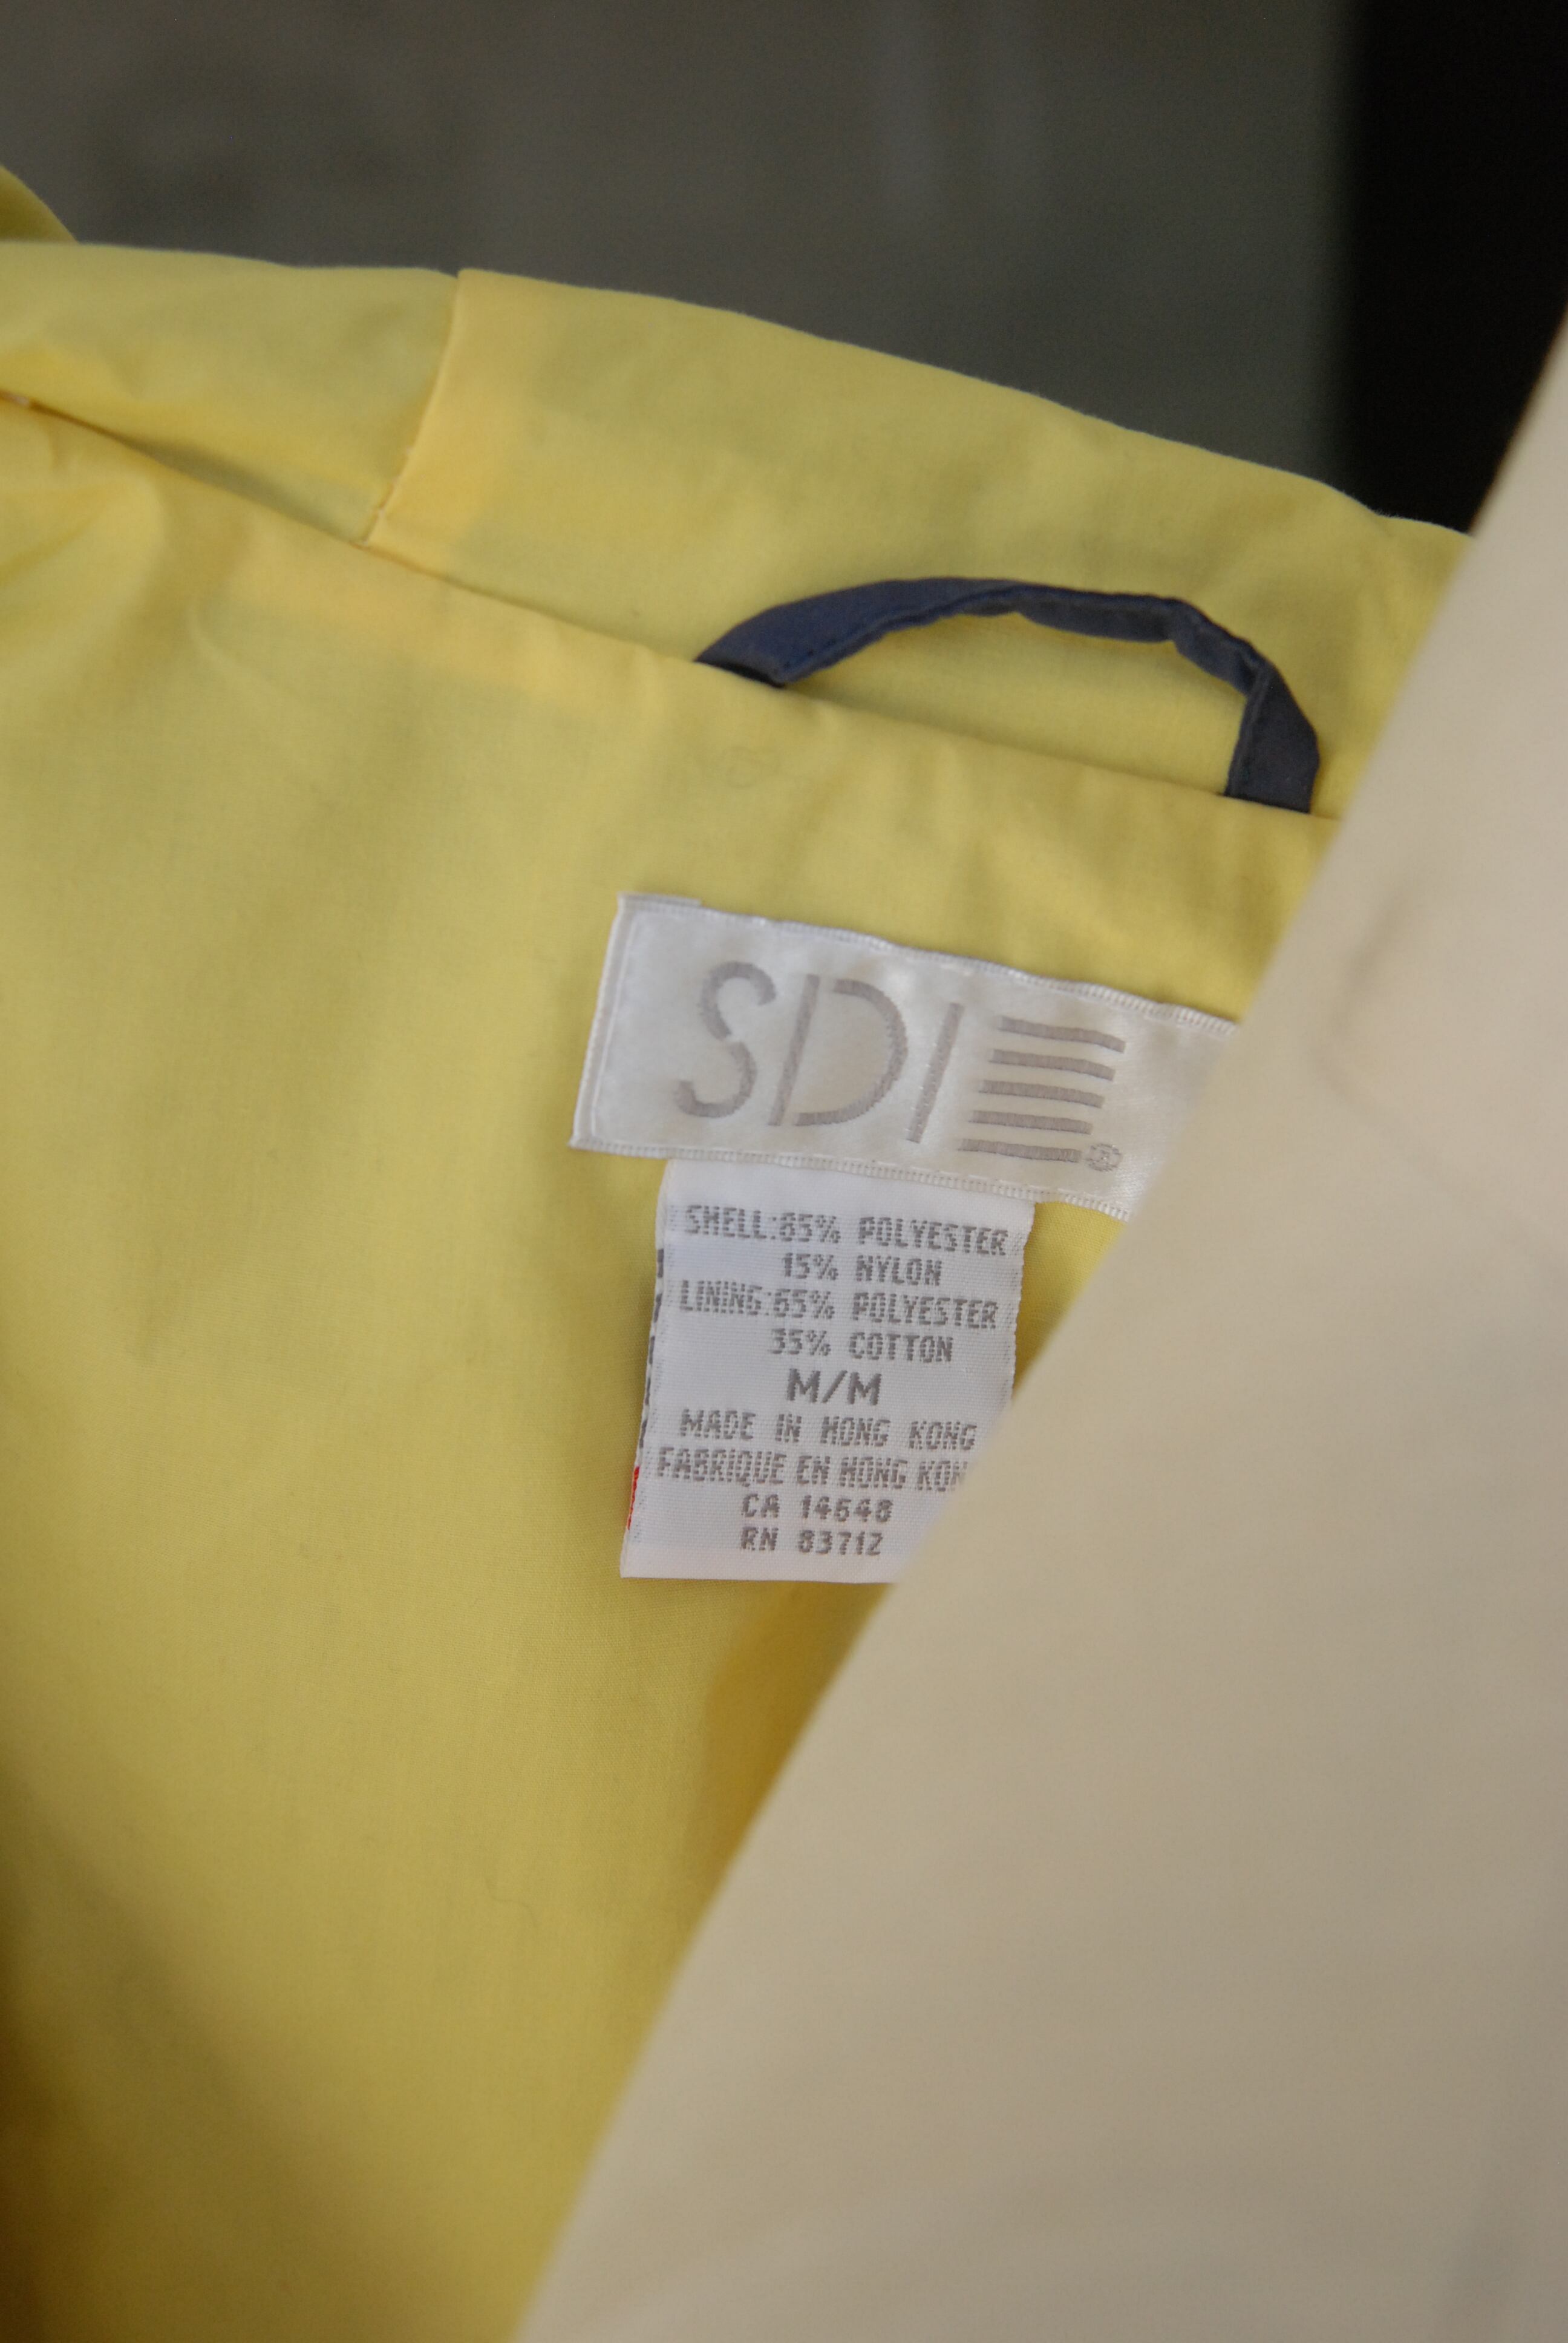 SDI
®
SHELL:85% POLYESTER
15% NYLON
LINING:65% POLYESTER
35% COTTON
M/M
MADE IN HONG KONG
FABRIQUE EN HONG KON
CA 14648
RN 83712